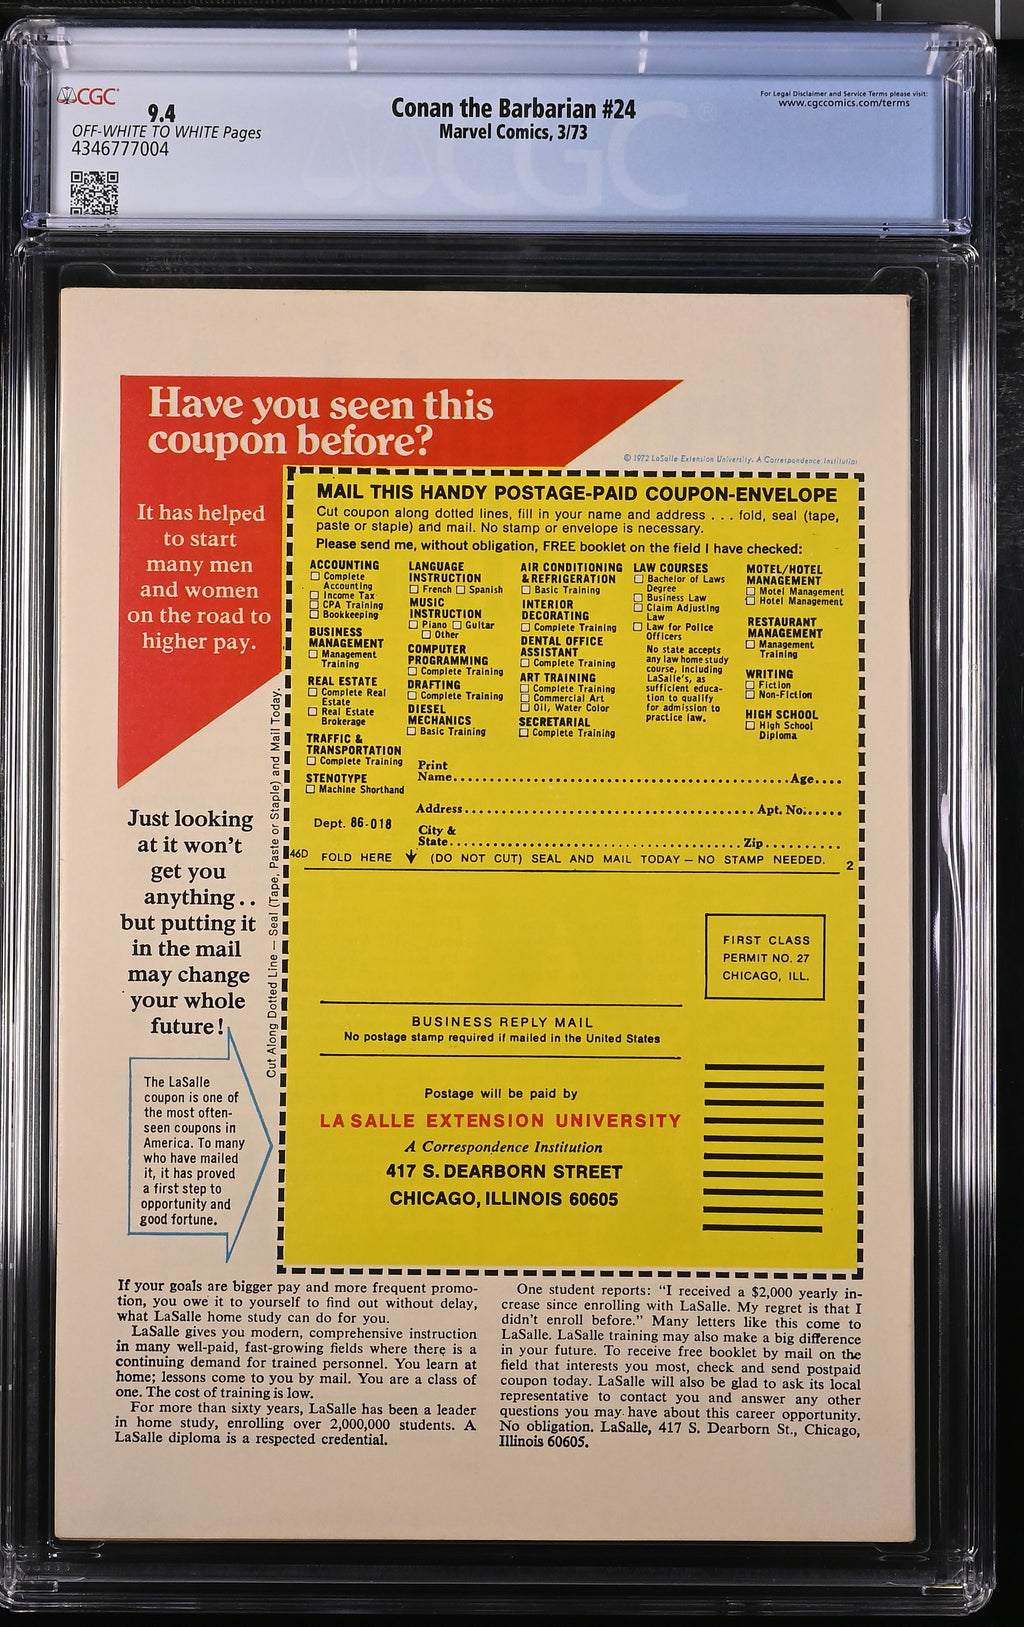 CGC
9.4
OFF-WHITE TO WHITE Pages
4346777004
Conan the Barbarian #24
Marvel Comics, 3/73
For Legal Disclaimer and Service Terms please visit:
www.cgccomics.com/terms
CGC
Have you seen this
coupon before?
© 1972 LaSalle Extension University. A Correspondence Institution
It has helped
to start
many men
and women
on the road to
higher pay.
MAIL THIS HANDY POSTAGE-PAID COUPON-ENVELOPE
Cut coupon along dotted lines, fill in your name and address . . . fold, seal (tape,
paste or staple) and mail. No stamp or envelope is necessary.
Please send me, without obligation, FREE booklet on the field I have checked:
ACCOUNTING
Complete
Accounting
Income Tax
CPA Training
Bookkeeping
BUSINESS
MANAGEMENT
Management
Training
REAL ESTATE
Complete Real
Estate
Real Estate
Brokerage
TRAFFIC &
TRANSPORTATION
Complete Training
STENOTYPE
Machine Shorthand
LANGUAGE
INSTRUCTION
French Spanish
MUSIC
INSTRUCTION
Piano Guitar
Other
COMPUTER
PROGRAMMING
Complete Training
DRAFTING
Complete Training
DIESEL
MECHANICS
Basic Training
AIR CONDITIONING
& REFRIGERATION
Basic Training
INTERIOR
DECORATING
Complete Training
DENTAL OFFICE
ASSISTANT
Complete Training
ART TRAINING
Complete Training
Commercial Art
Oil, Water Color
SECRETARIAL
Complete Training
LAW COURSES
Bachelor of Laws
Degree
Business Law
Claim Adjusting
Law
Law for Police
Officers
No state accepts
any law home study
course, including
LaSalle's, as
sufficient educa-
tion to qualify
for admission to
practice law.
MOTEL/HOTEL
MANAGEMENT
Motel Management
Hotel Management
RESTAURANT
MANAGEMENT
Management
Training
WRITING
Fiction
Non-Fiction
HIGH SCHOOL
High School
Diploma
Print
Name.......................................................Age....
Address..............................................Apt. No......
Dept. 86-018
City &
State................................................Zip..........
46D FOLD HERE ↓ (DO NOT CUT) SEAL AND MAIL TODAY – NO STAMP NEEDED. 2
Cut Along Dotted Line – Seal (Tape, Paste or Staple) and Mail Today.
Just looking
at it won't
get you
anything..
but putting it
in the mail
may change
your whole
future!
FIRST CLASS
PERMIT NO. 27
CHICAGO, ILL.
BUSINESS REPLY MAIL
No postage stamp required if mailed in the United States
Postage will be paid by
LA SALLE EXTENSION UNIVERSITY
A Correspondence Institution
417 S. DEARBORN STREET
CHICAGO, ILLINOIS 60605
The LaSalle
coupon is one of
the most often-
seen coupons in
America. To many
who have mailed
it, it has proved
a first step to
opportunity and
good fortune.
If your goals are bigger pay and more frequent promo-
tion, you owe it to yourself to find out without delay,
what LaSalle home study can do for you.
LaSalle gives you modern, comprehensive instruction
in many well-paid, fast-growing fields where there is a
continuing demand for trained personnel. You learn at
home; lessons come to you by mail. You are a class of
one. The cost of training is low.
For more than sixty years, LaSalle has been a leader
in home study, enrolling over 2,000,000 students. A
LaSalle diploma is a respected credential.
One student reports: "I received a $2,000 yearly in-
crease since enrolling with LaSalle. My regret is that I
didn't enroll before." Many letters like this come to
LaSalle. LaSalle training may also make a big difference
in your future. To receive free booklet by mail on the
field that interests you most, check and send postpaid
coupon today. LaSalle will also be glad to ask its local
representative to contact you and answer any other
questions you may have about this career opportunity.
No obligation. LaSalle, 417 S. Dearborn St., Chicago,
Illinois 60605.